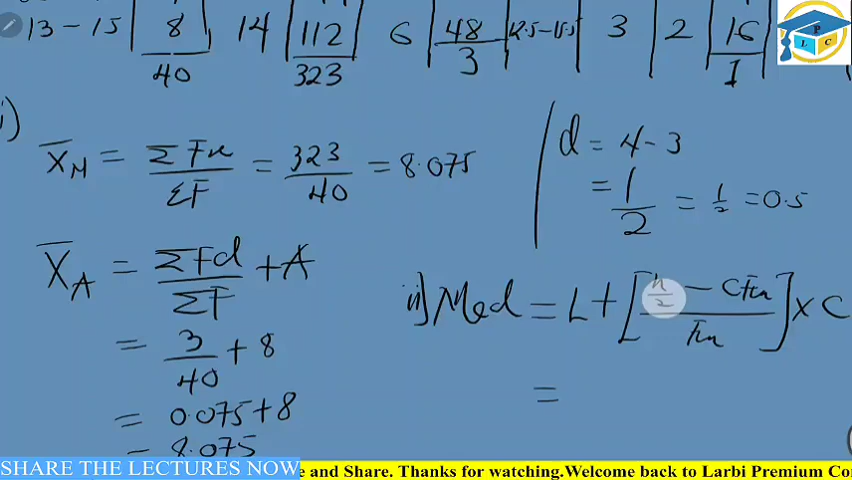 13 - 15 | 8 | 14 | 112 | 6 | 48 | 12.5-15.5 | 3 | 2 | 16
40 323 3 1
i)
X̄M = ΣFx/ΣF = 323/40 = 8.075
d = 4 - 3
= 1/2 = 1/2 = 0.5
X̄A = ΣFd/ΣF + A
= 3/40 + 8
= 0.075 + 8
= 8.075
ii) Med = L + [n/2 - CFm / Fm] x C
=
P
L C
SHARE THE LECTURES NOW
e and Share. Thanks for watching.Welcome back to Larbi Premium Co